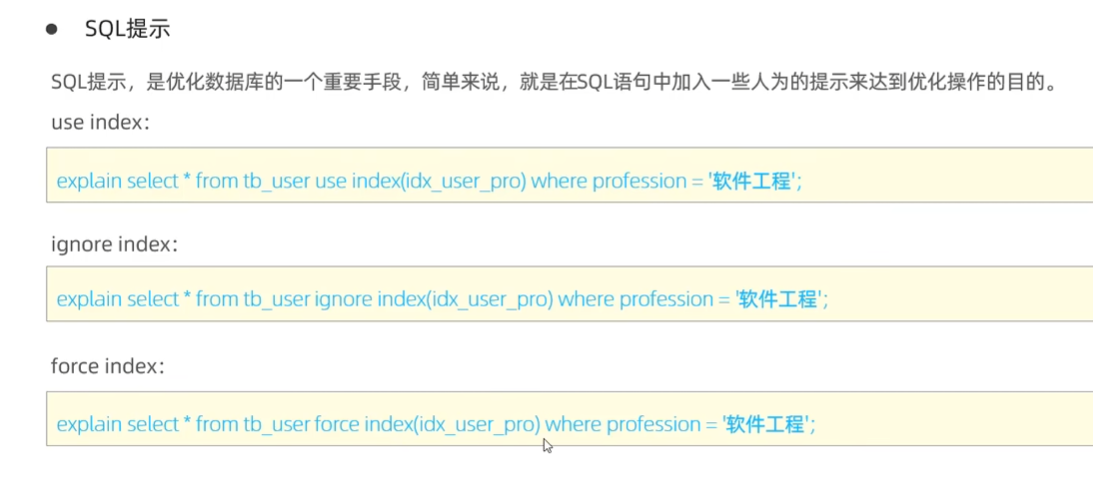 ● SQL提示
SQL提示，是优化数据库的一个重要手段，简单来说，就是在SQL语句中加入一些人为的提示来达到优化操作的目的。
use index：
explain select * from tb_user use index(idx_user_pro) where profession = '软件工程';
ignore index：
explain select * from tb_user ignore index(idx_user_pro) where profession = '软件工程';
force index：
explain select * from tb_user force index(idx_user_pro) where profession = '软件工程';